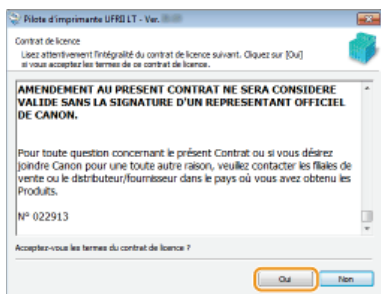 Pilote d'imprimante UFRII LT - Ver.
Contrat de licence
Lisez attentivement l'intégralité du contrat de licence suivant. Cliquez sur [Oui]
si vous acceptez les termes de ce contrat de licence.
AMENDEMENT AU PRESENT CONTRAT NE SERA CONSIDERE
VALIDE SANS LA SIGNATURE D'UN REPRESENTANT OFFICIEL
DE CANON.
Pour toute question concernant le présent Contrat ou si vous désirez
joindre Canon pour une toute autre raison, veuillez contacter les filiales de
vente ou le distributeur/fournisseur dans le pays où vous avez obtenu les
Produits.
N° 022913
Acceptez-vous les termes du contrat de licence ?
Oui Non